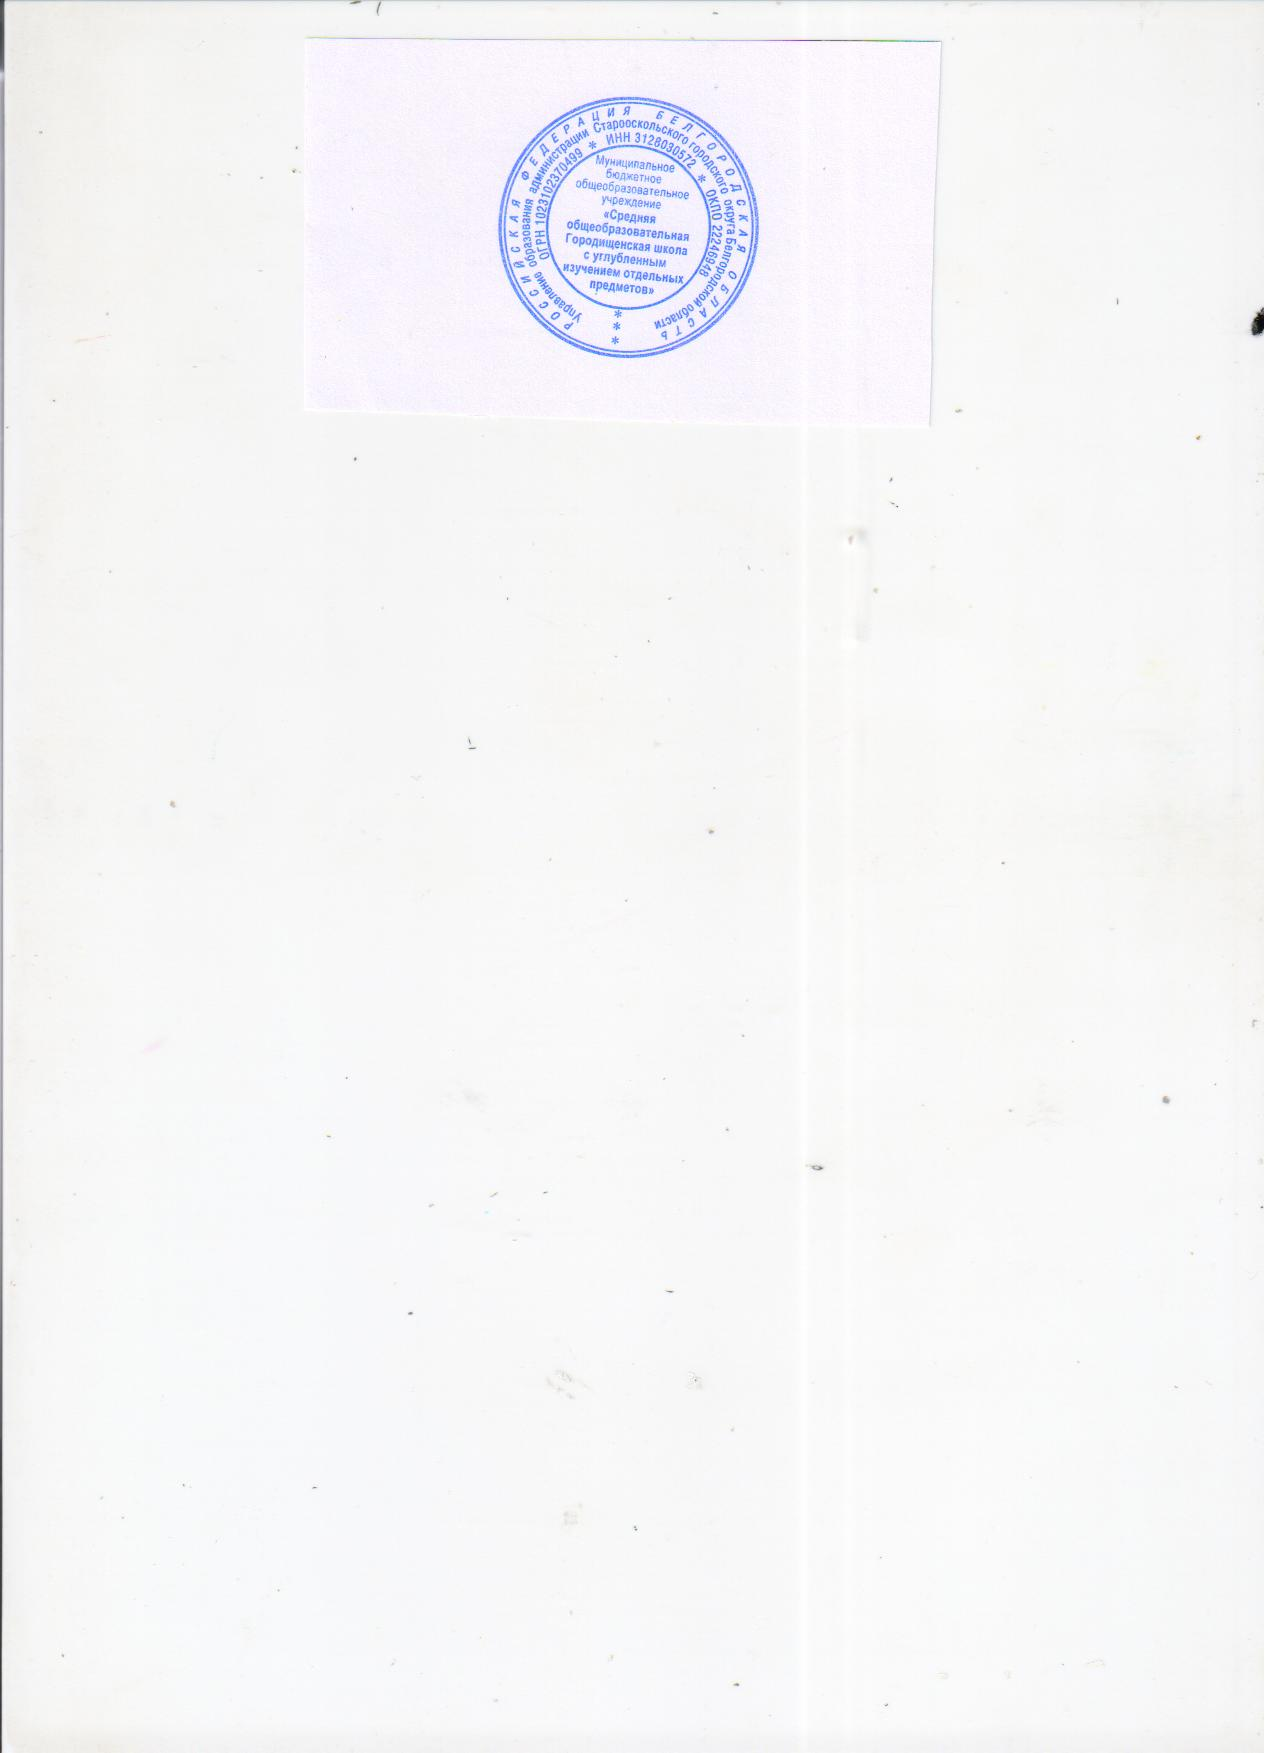 РОССИЙСКАЯ ФЕДЕРАЦИЯ БЕЛГОРОДСКАЯ ОБЛАСТЬ
Управление образования администрации Старооскольского городского округа Белгородской области
ОГРН 1023102370499 * ИНН 3128030572 * ОКПО 22246948
Муниципальное
бюджетное
общеобразовательное
учреждение
«Средняя
общеобразовательная
Городищенская школа
с углубленным
изучением отдельных
предметов»
* * *